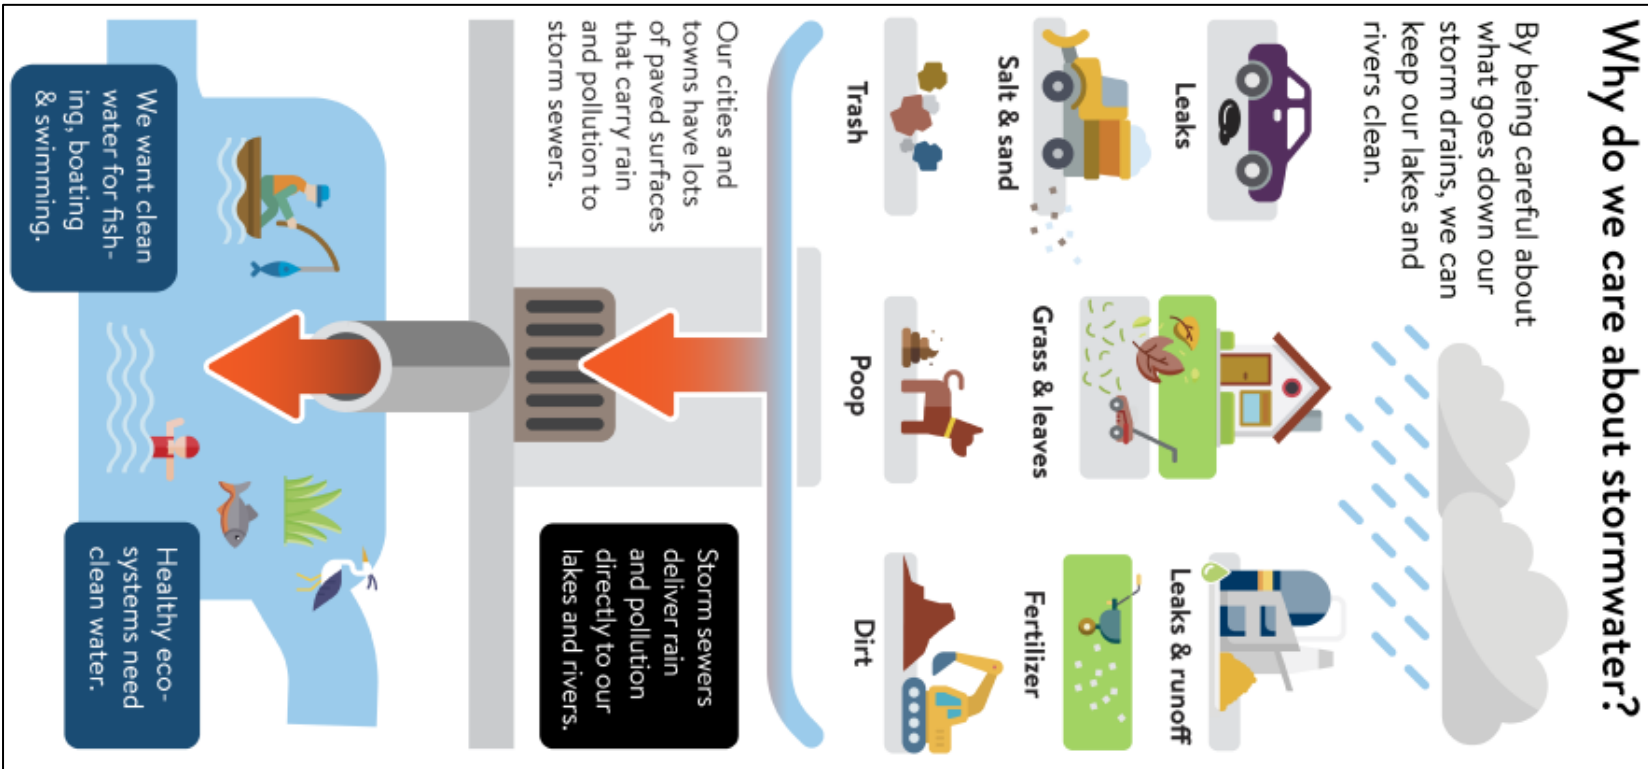 Why do we care about stormwater?
By being careful about
what goes down our
storm drains, we can
keep our lakes and
rivers clean.
Leaks
Grass & leaves
Leaks & runoff
Salt & sand
Fertilizer
Trash
Poop
Dirt
Our cities and
towns have lots
of paved surfaces
that carry rain
and pollution to
storm sewers.
Storm sewers
deliver rain
and pollution
directly to our
lakes and rivers.
We want clean
water for fish-
ing, boating
& swimming.
Healthy eco-
systems need
clean water.